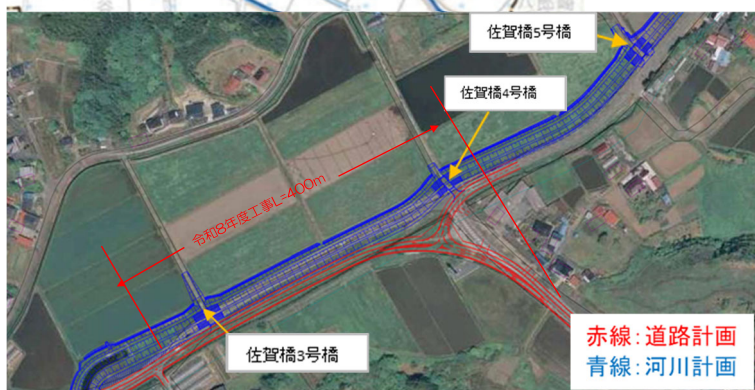 佐賀橋5号橋
佐賀橋4号橋
令和8年度工事L=400m
佐賀橋3号橋
赤線:道路計画
青線:河川計画